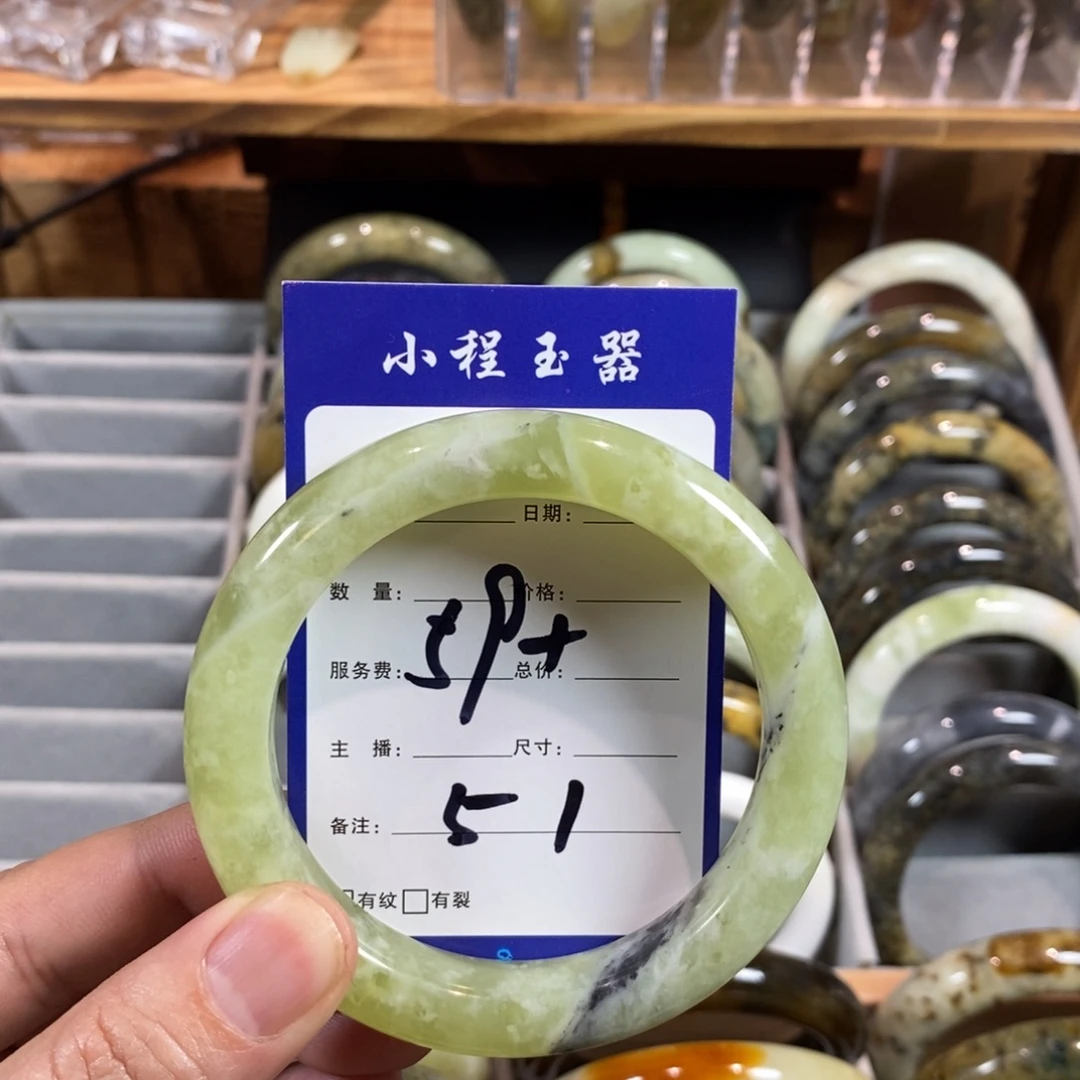 小程玉器
日期:
数 量: 价格:
59+
服务费: 总价:
主 播: 尺寸:
51
备注:
有纹 有裂